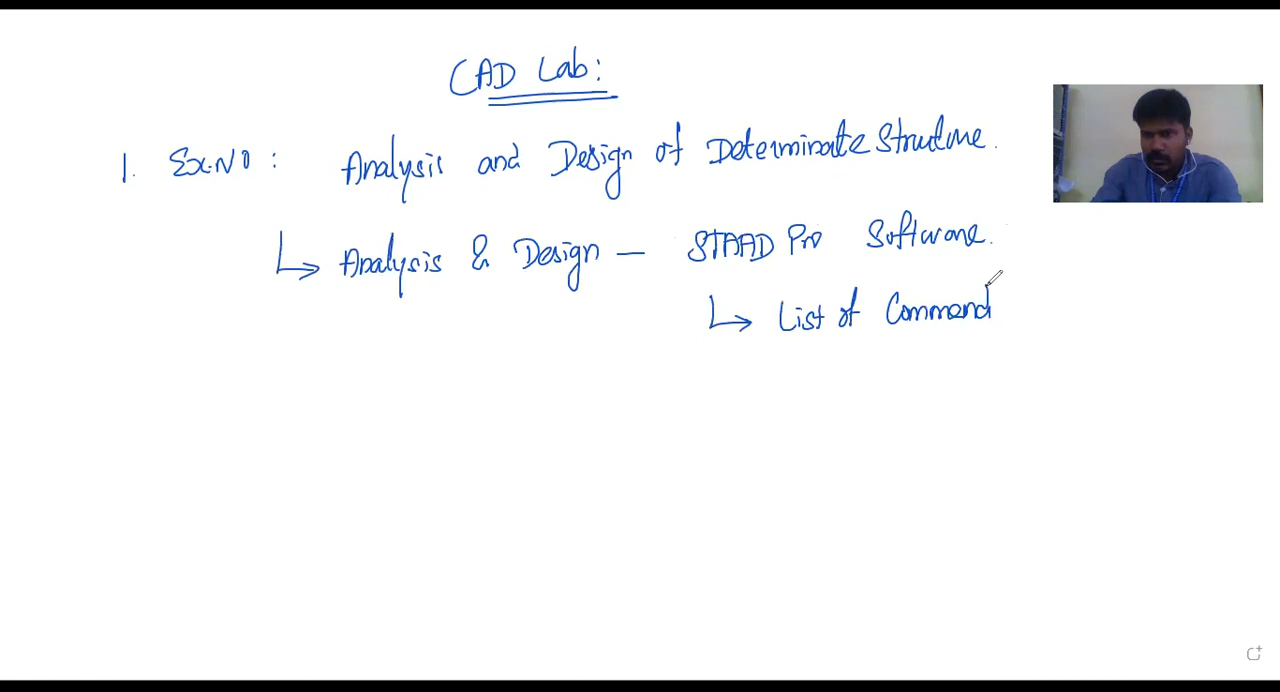 CAD Lab:
1. Ex.No : Analysis and Design of Determinate Structure.
↳ Analysis & Design — STAAD Pro Software.
↳ List of Command